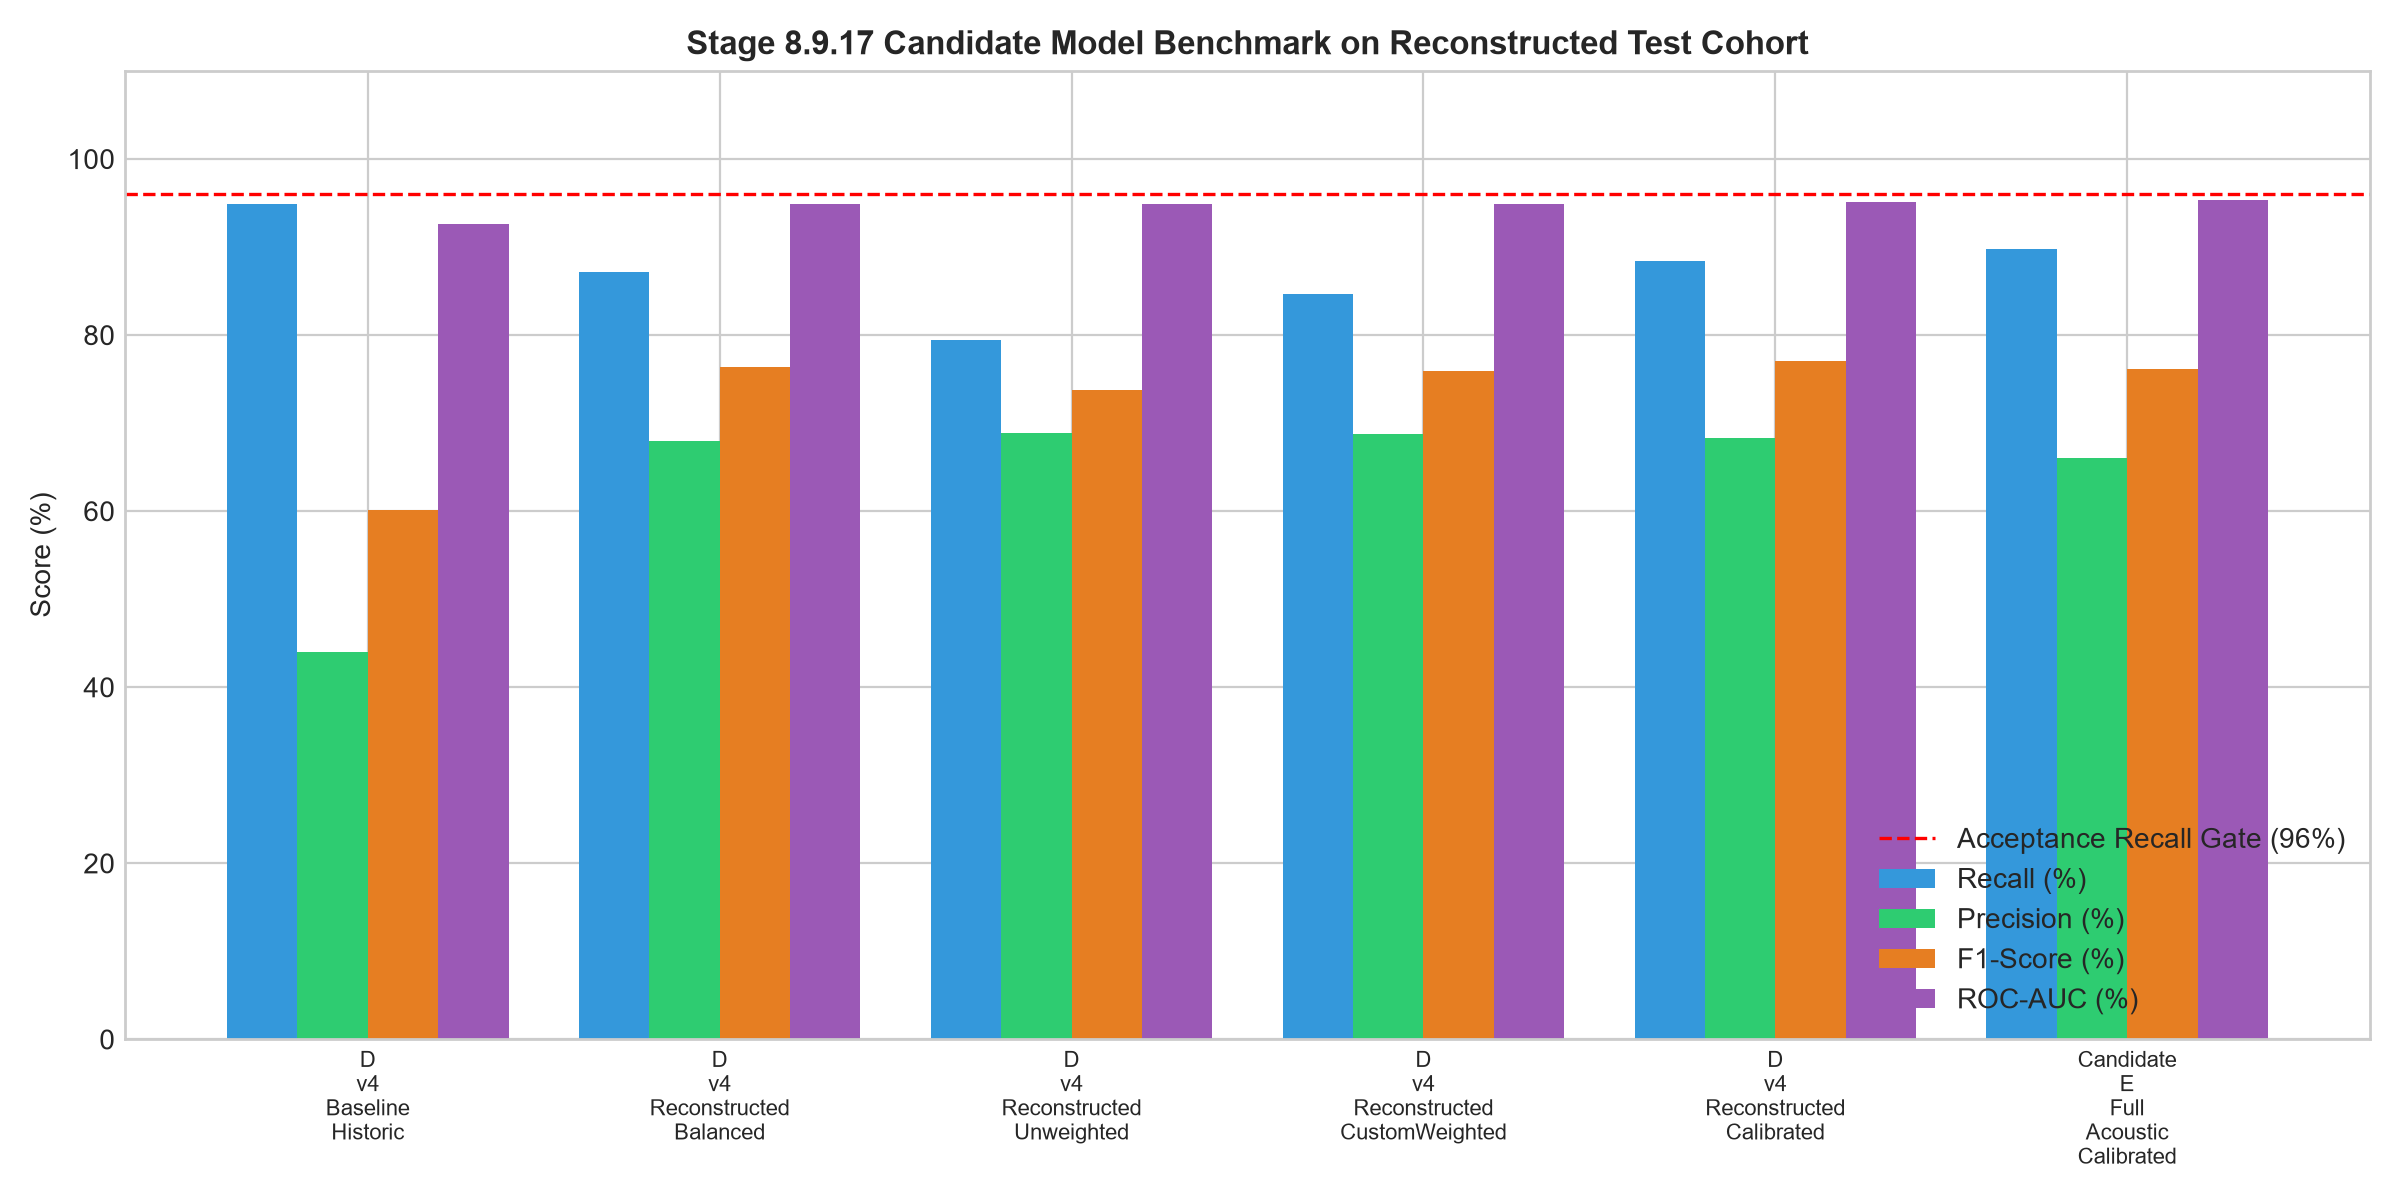 Stage 8.9.17 Candidate Model Benchmark on Reconstructed Test Cohort
Score (%)
100
80
60
40
20
0
Acceptance Recall Gate (96%)
Recall (%)
Precision (%)
F1-Score (%)
ROC-AUC (%)
D
v4
Baseline
Historic
D
v4
Reconstructed
Balanced
D
v4
Reconstructed
Unweighted
D
v4
Reconstructed
CustomWeighted
D
v4
Reconstructed
Calibrated
Candidate
E
Full
Acoustic
Calibrated